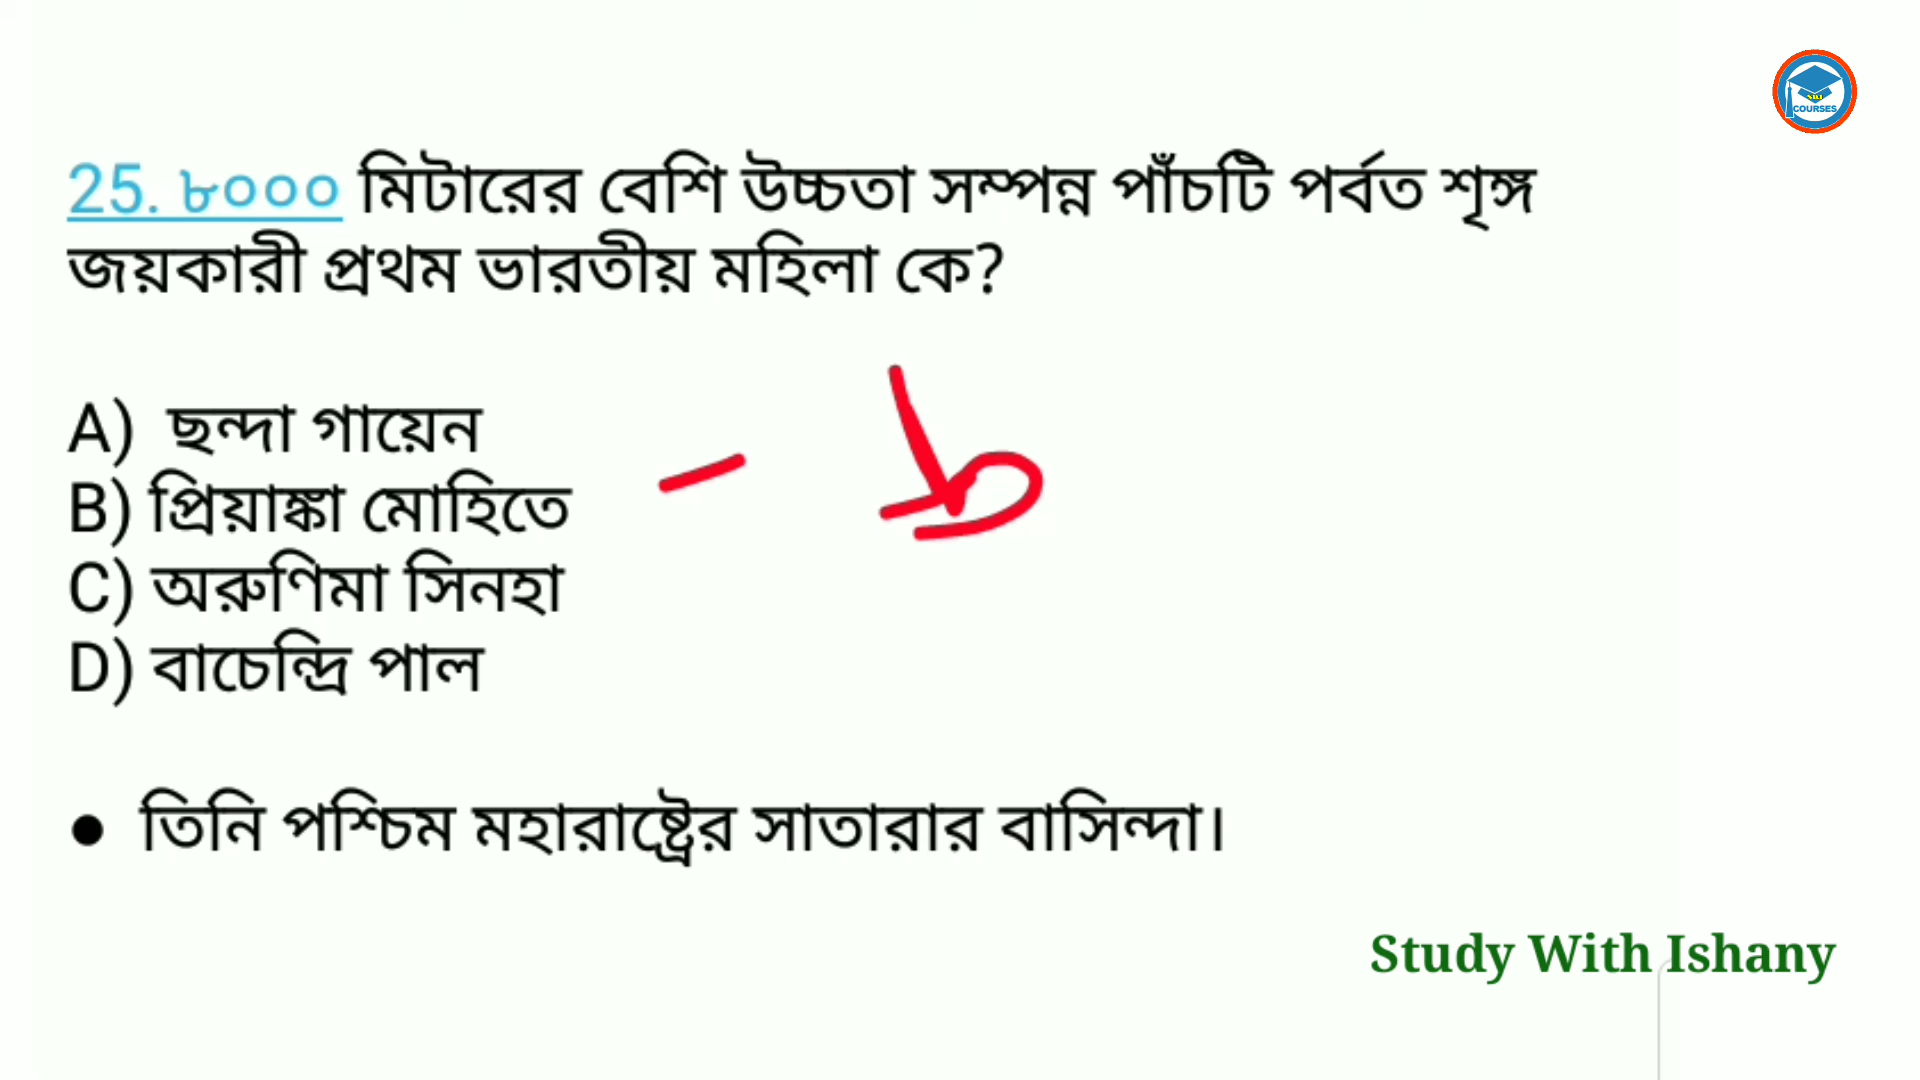 COURSES
25. ৮০০০ মিটারের বেশি উচ্চতা সম্পন্ন পাঁচটি পর্বত শৃঙ্গ
জয়কারী প্রথম ভারতীয় মহিলা কে?
A) ছন্দা গায়েন
B) প্রিয়াঙ্কা মোহিতে
C) অরুণিমা সিনহা
D) বাচেন্দ্রি পাল
- b
● তিনি পশ্চিম মহারাষ্ট্রের সাতারার বাসিন্দা।
Study With Ishany